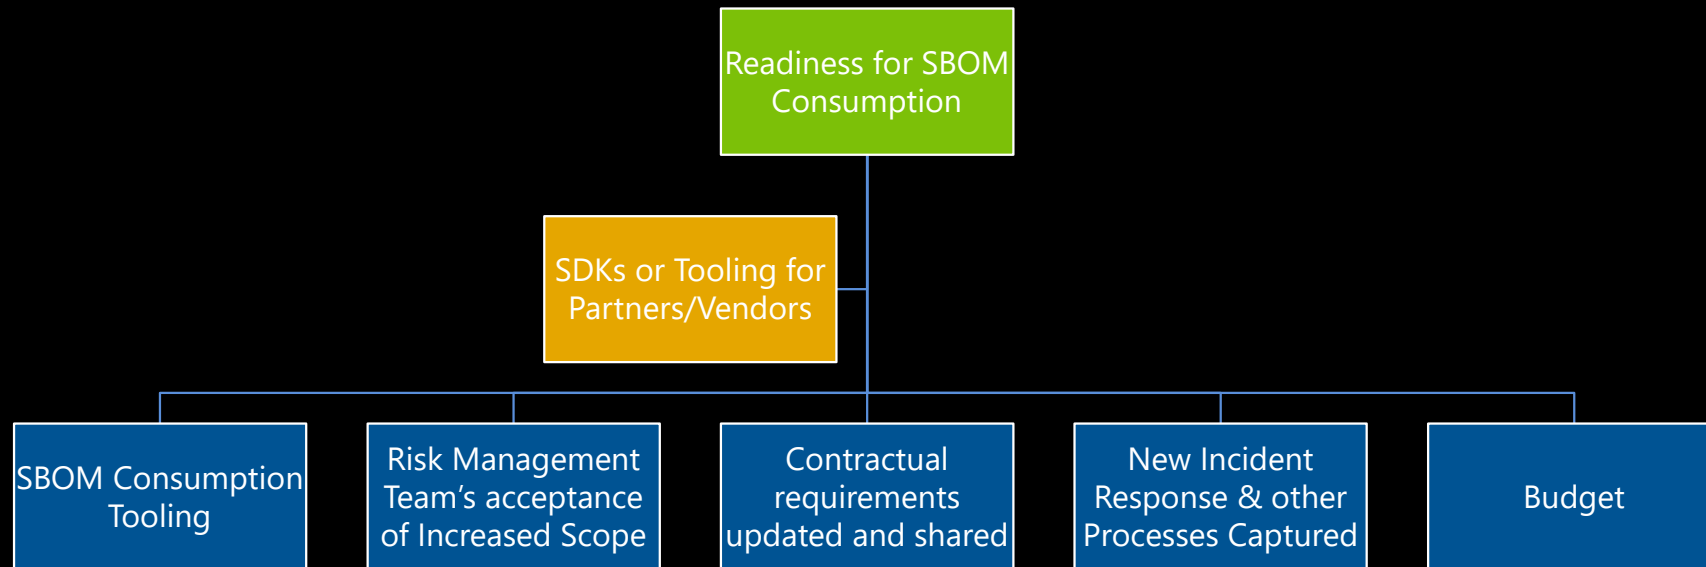 Readiness for SBOM
Consumption
SDKs or Tooling for
Partners/Vendors
SBOM Consumption
Tooling
Risk Management
Team’s acceptance
of Increased Scope
Contractual
requirements
updated and shared
New Incident
Response & other
Processes Captured
Budget